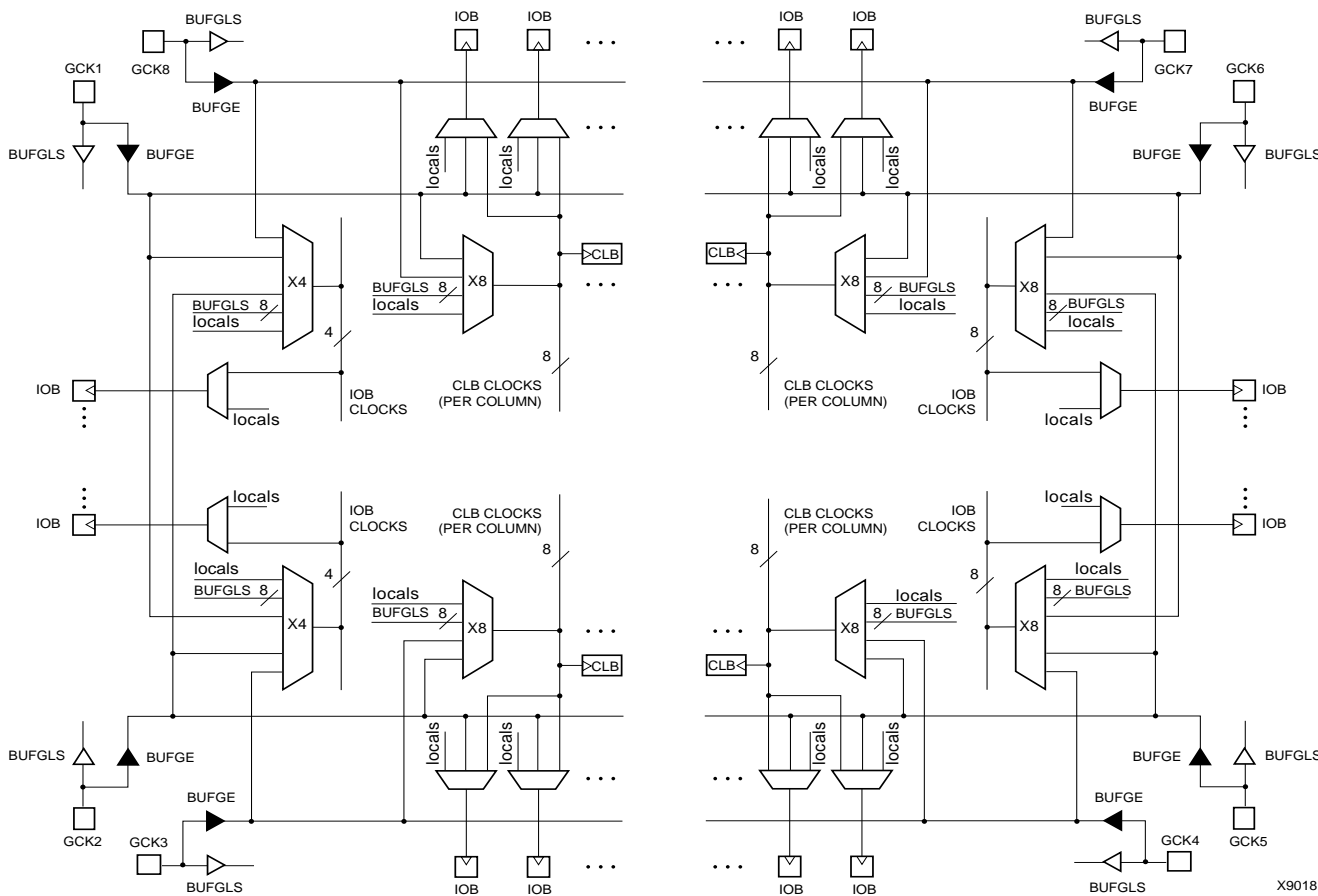 BUFGLS IOB IOB IOB IOB BUFGLS
GCK8 GCK7
GCK1 BUFGE BUFGE GCK6
BUFGLS BUFGE BUFGE BUFGLS
locals locals locals locals
CLB CLB
X4 X8 X8 X8
BUFGLS 8 BUFGLS 8 8 BUFGLS 8 BUFGLS
locals locals locals locals
4 8
8 8
IOB CLB CLOCKS CLB CLOCKS IOB
IOB (PER COLUMN) (PER COLUMN) IOB
CLOCKS CLOCKS
locals locals
locals locals
IOB CLB CLOCKS CLB CLOCKS IOB
IOB CLOCKS (PER COLUMN) (PER COLUMN) CLOCKS IOB
8 8
locals 4 8 locals
BUFGLS 8 locals locals 8 BUFGLS
BUFGLS 8 8 BUFGLS
X4 X8 X8 X8
CLB CLB
locals locals locals locals
BUFGLS BUFGE BUFGE BUFGLS
BUFGE BUFGE
GCK2 GCK3 GCK4 GCK5
BUFGLS IOB IOB IOB IOB BUFGLS
X9018